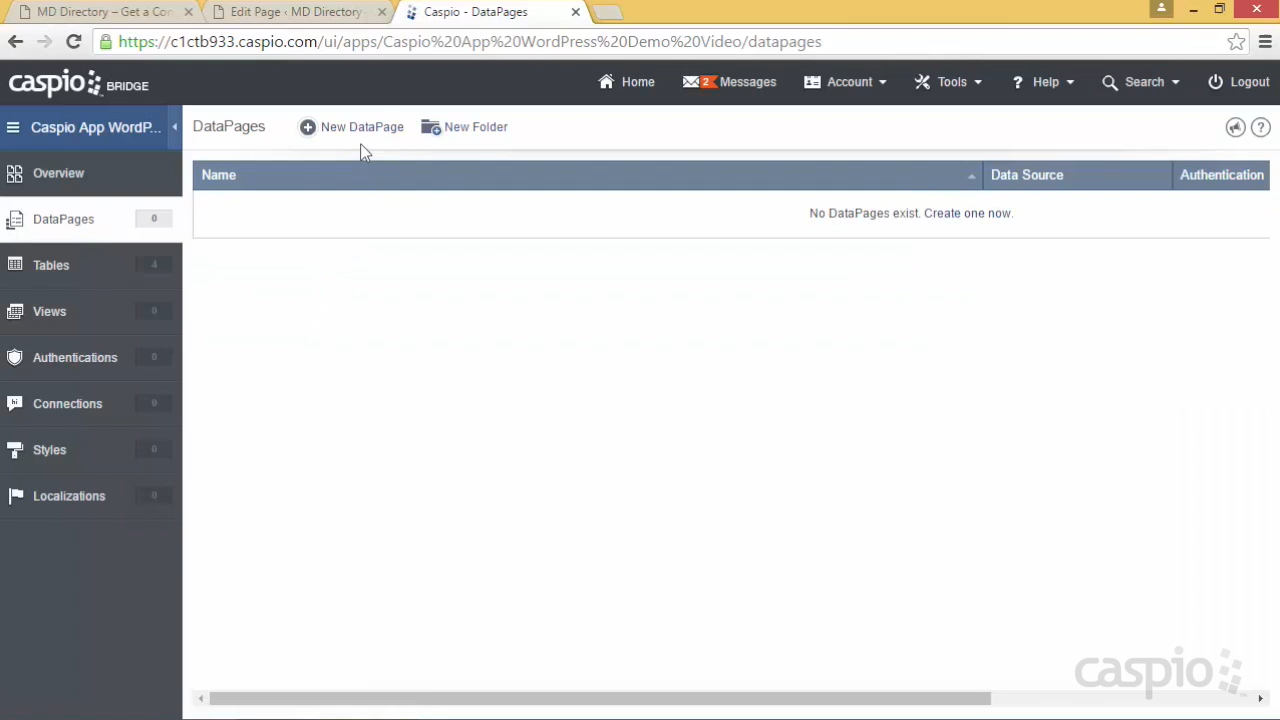 MD Directory – Get a Con
Edit Page ‹ MD Directory
Caspio - DataPages
https://c1ctb933.caspio.com/ui/apps/Caspio%20App%20WordPress%20Demo%20Video/datapages
caspio BRIDGE
Home
2 Messages
Account
Tools
? Help
Search
Logout
Caspio App WordP...
DataPages
New DataPage
New Folder
?
Overview
DataPages 0
Tables 4
Views 0
Authentications 0
hi Connections 0
Styles 0
Localizations 0
Name
Data Source
Authentication
No DataPages exist. Create one now.
caspio